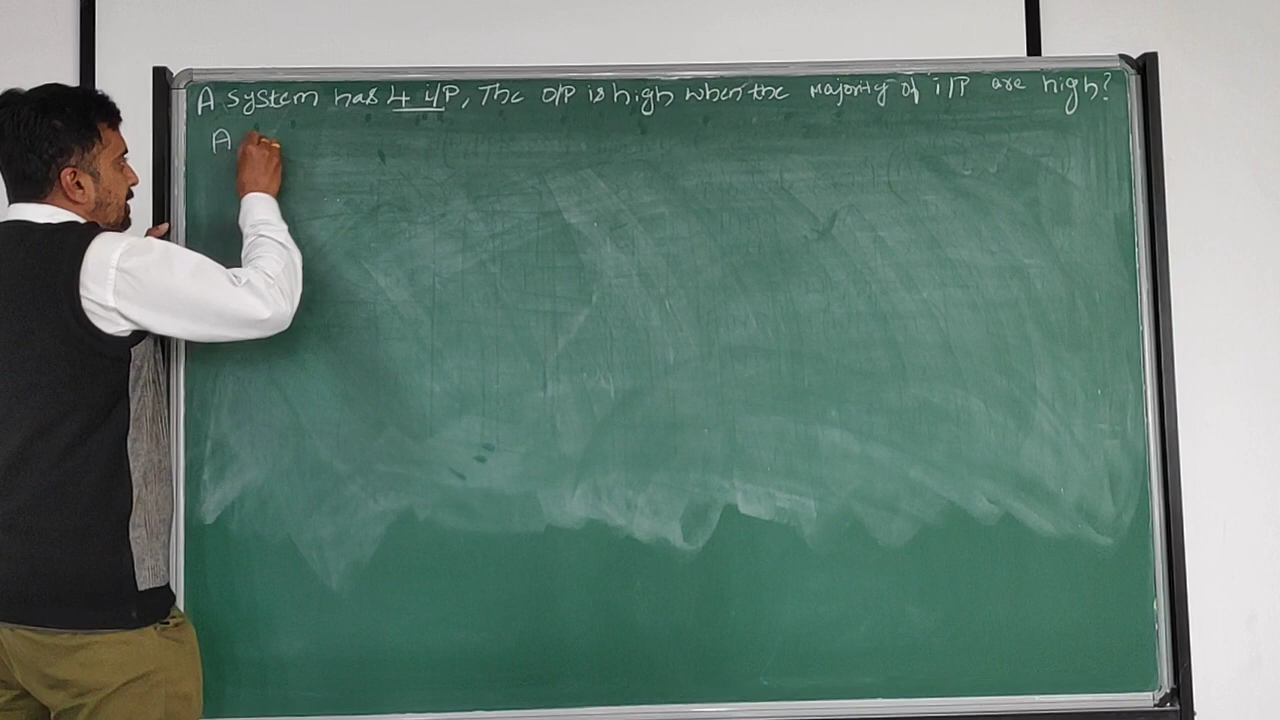 A system has 4 i/P, The O/P is high when the Majority of i/P are high?
A